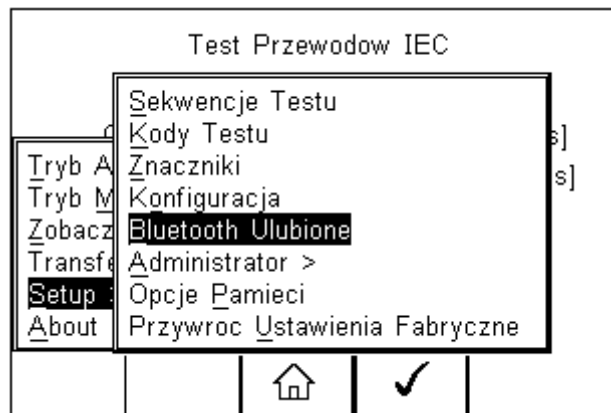 Test Przewodow IEC
Sekwencje Testu
Kody Testu
Znaczniki
Konfiguracja
Bluetooth Ulubione
Administrator >
Opcje Pamieci
Przywroc Ustawienia Fabryczne
s]
s]
Tryb A
Tryb M
Zobacz
Transfe
Setup
About